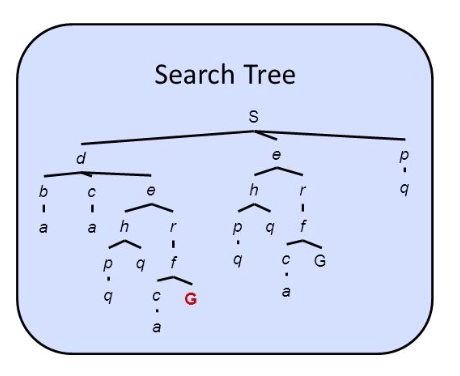 Search Tree
S
d e p
b c e h r q
a a h r p q f
p q f q c G
q c G a
a